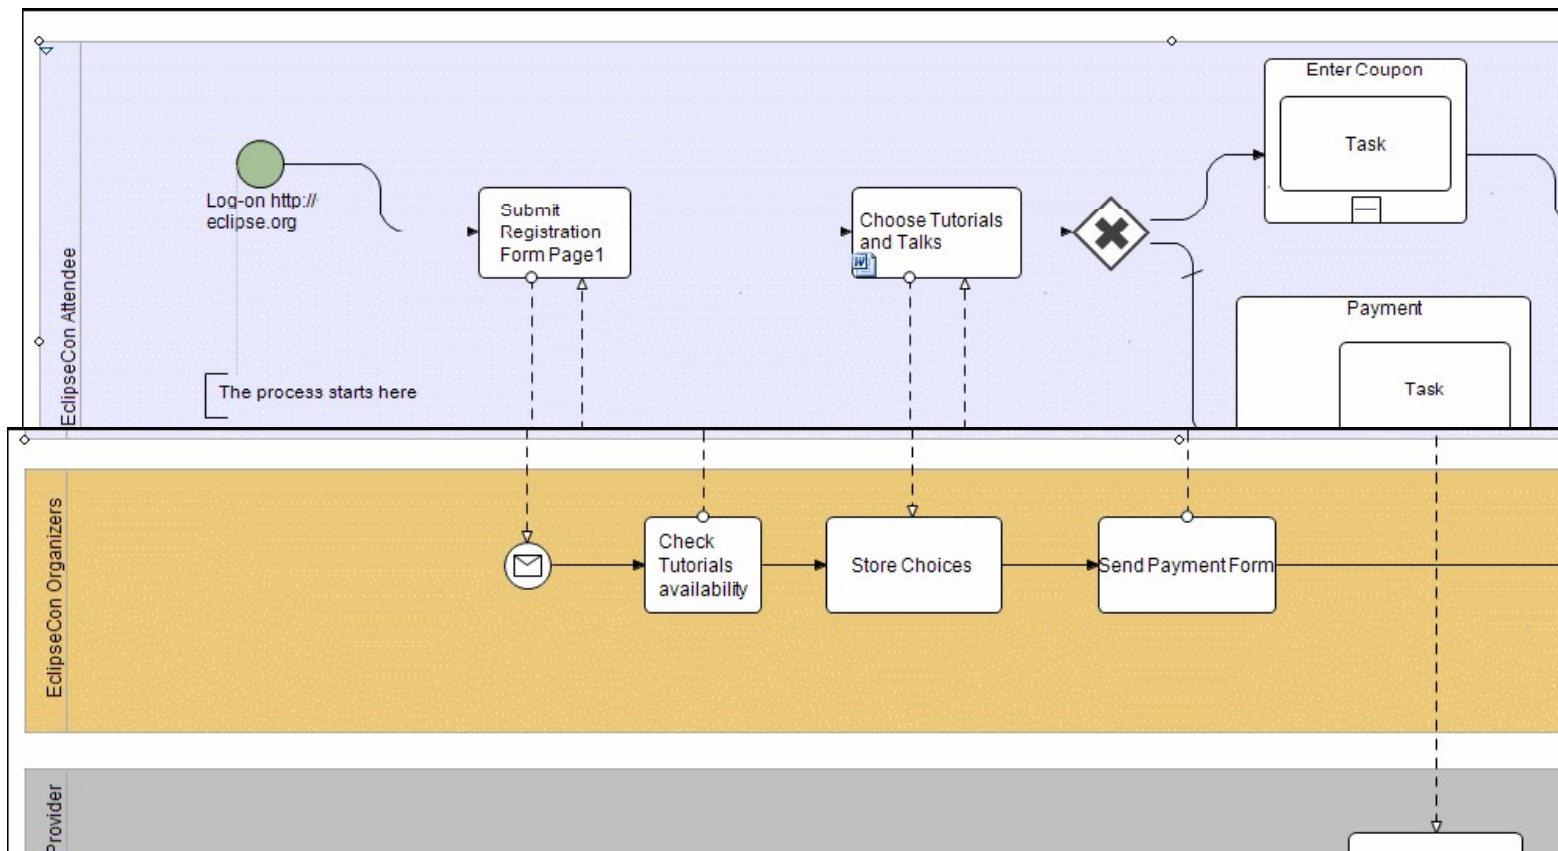 Enter Coupon
Task
Log-on http://
eclipse.org
Submit
Registration
Form Page1
Choose Tutorials
and Talks
W
Payment
Task
The process starts here
EclipseCon Attendee
EclipseCon Organizers
Check
Tutorials
availability
Store Choices
Send Payment Form
Provider